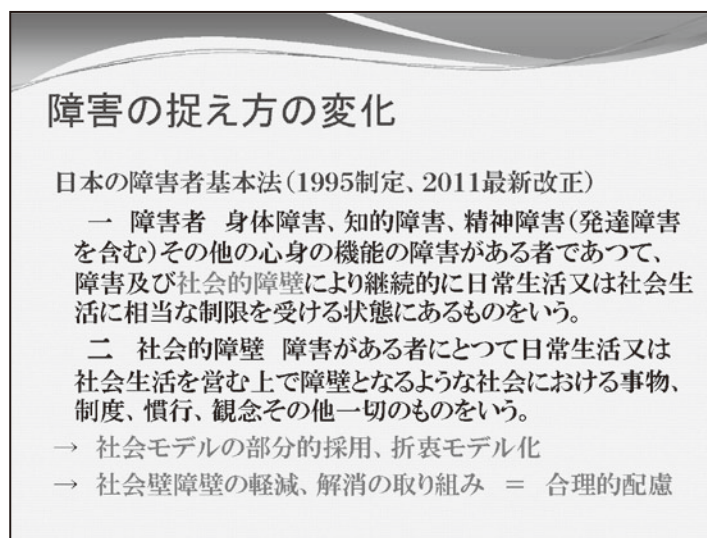 障害の捉え方の変化
日本の障害者基本法（1995制定、2011最新改正）
一　障害者　身体障害、知的障害、精神障害（発達障害
を含む）その他の心身の機能の障害がある者であつて、
障害及び社会的障壁により継続的に日常生活又は社会生
活に相当な制限を受ける状態にあるものをいう。
二　社会的障壁　障害がある者にとつて日常生活又は
社会生活を営む上で障壁となるような社会における事物、
制度、慣行、観念その他一切のものをいう。
→ 社会モデルの部分的採用、折衷モデル化
→ 社会壁障壁の軽減、解消の取り組み ＝ 合理的配慮